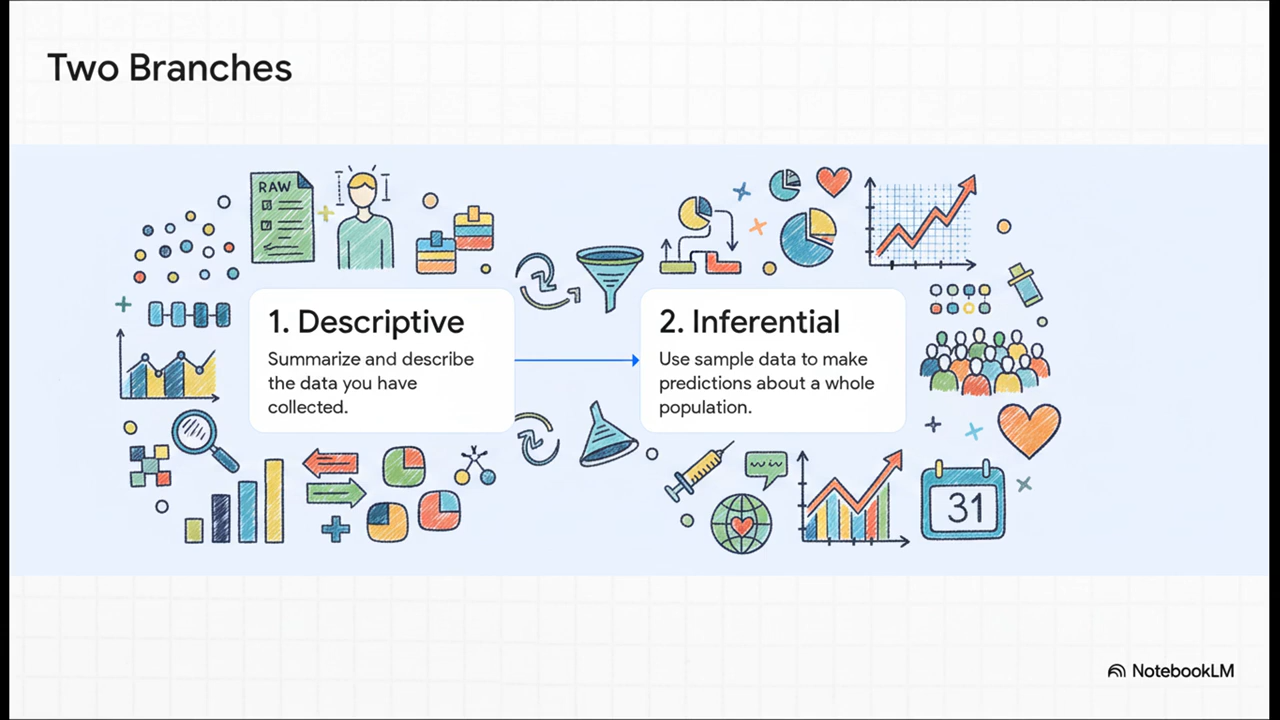 Two Branches
RAW
1. Descriptive
Summarize and describe
the data you have
collected.
2. Inferential
Use sample data to make
predictions about a whole
population.
31
NotebookLM